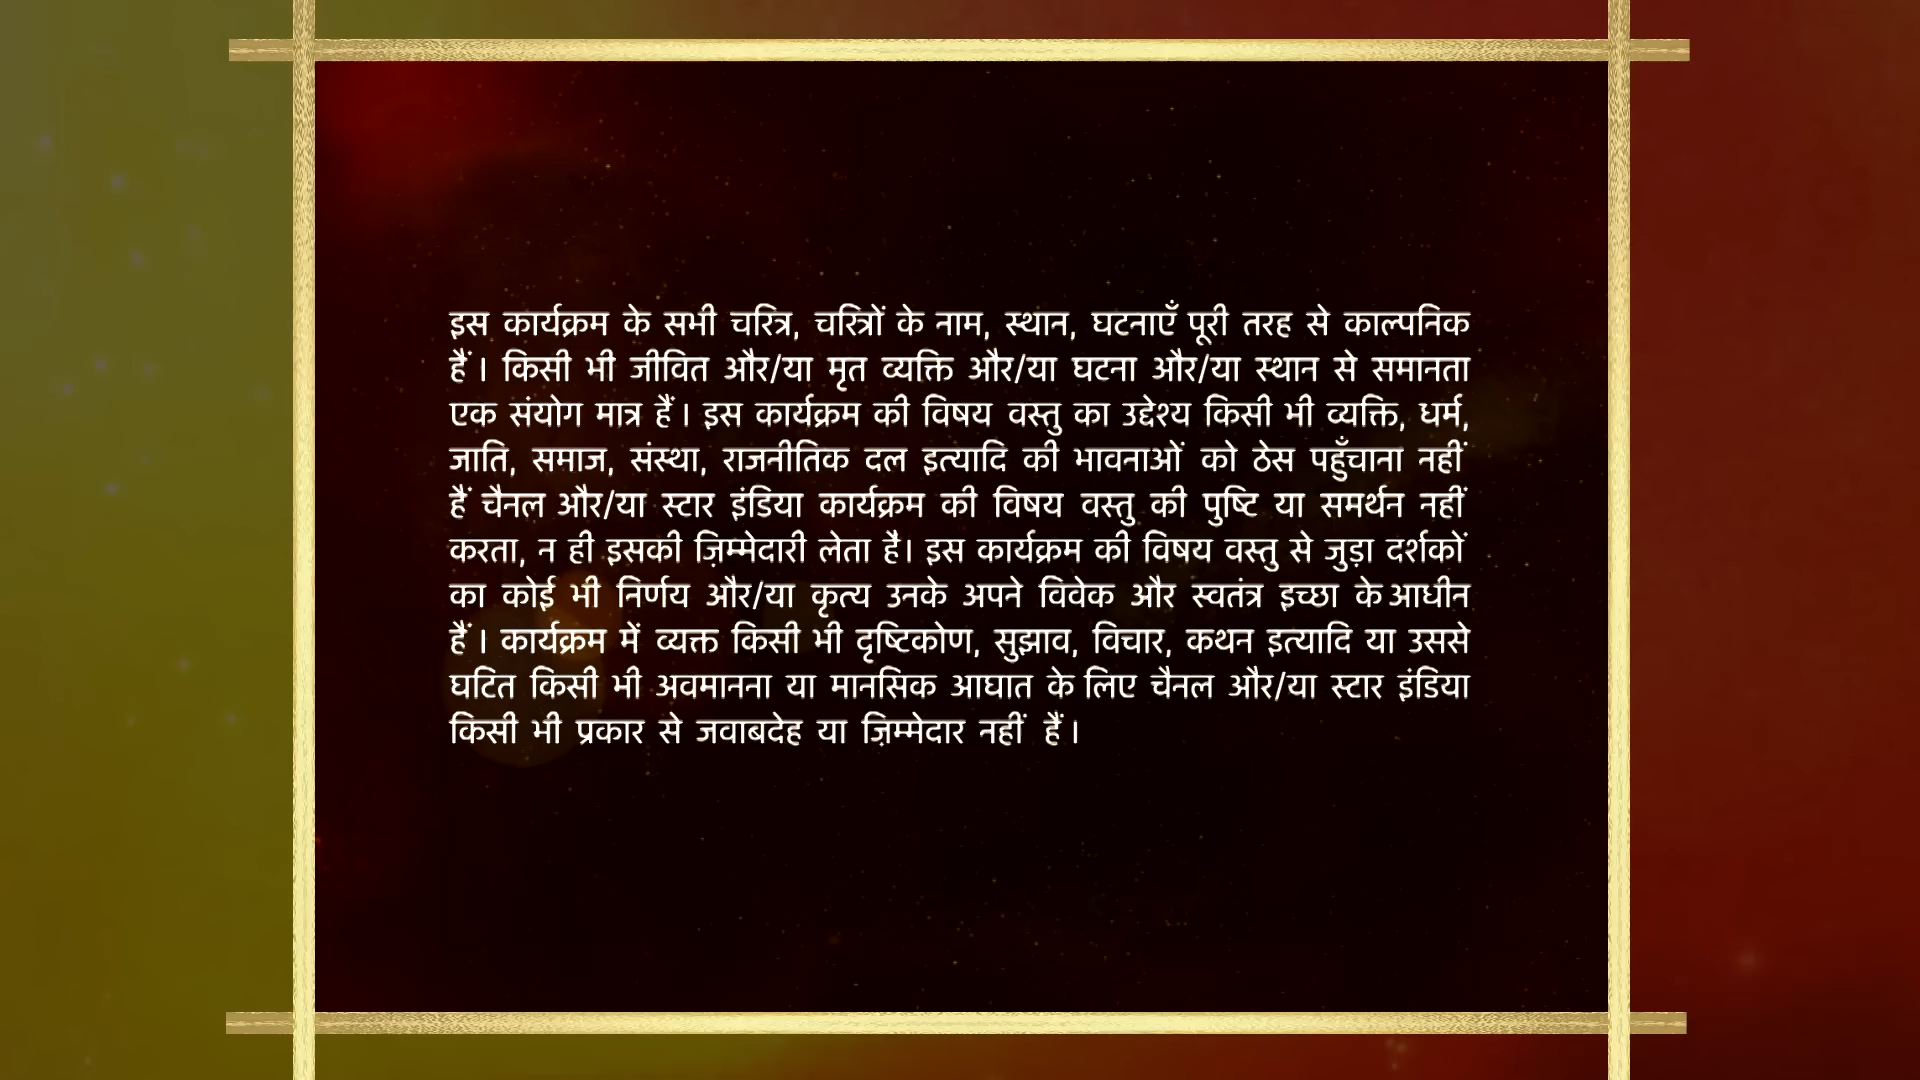 इस कार्यक्रम के सभी चरित्र, चरित्रों के नाम, स्थान, घटनाएँ पूरी तरह से काल्पनिक
हैं। किसी भी जीवित और/या मृत व्यक्ति और/या घटना और/या स्थान से समानता
एक संयोग मात्र हैं। इस कार्यक्रम की विषय वस्तु का उद्देश्य किसी भी व्यक्ति, धर्म,
जाति, समाज, संस्था, राजनीतिक दल इत्यादि की भावनाओं को ठेस पहुँचाना नहीं
हैं चैनल और/या स्टार इंडिया कार्यक्रम की विषय वस्तु की पुष्टि या समर्थन नहीं
करता, न ही इसकी ज़िम्मेदारी लेता है। इस कार्यक्रम की विषय वस्तु से जुड़ा दर्शकों
का कोई भी निर्णय और/या कृत्य उनके अपने विवेक और स्वतंत्र इच्छा के आधीन
हैं। कार्यक्रम में व्यक्त किसी भी दृष्टिकोण, सुझाव, विचार, कथन इत्यादि या उससे
घटित किसी भी अवमानना या मानसिक आघात के लिए चैनल और/या स्टार इंडिया
किसी भी प्रकार से जवाबदेह या ज़िम्मेदार नहीं हैं।